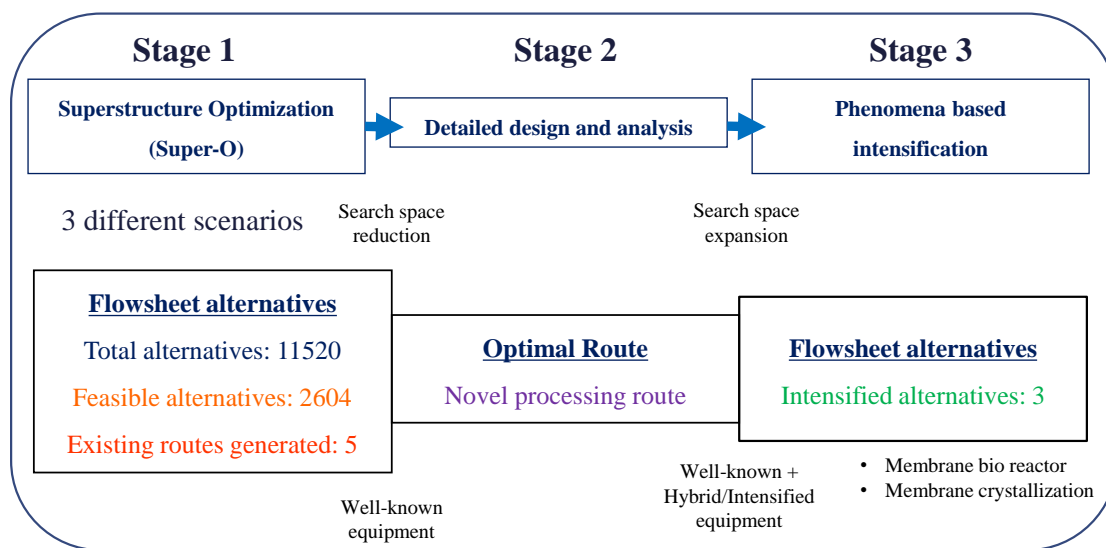 Stage 1
Stage 2
Stage 3
Superstructure Optimization
(Super-O)
Detailed design and analysis
Phenomena based
intensification
3 different scenarios
Search space
reduction
Search space
expansion
Flowsheet alternatives
Total alternatives: 11520
Feasible alternatives: 2604
Existing routes generated: 5
Optimal Route
Novel processing route
Flowsheet alternatives
Intensified alternatives: 3
Well-known
equipment
Well-known +
Hybrid/Intensified
equipment
• Membrane bio reactor
• Membrane crystallization